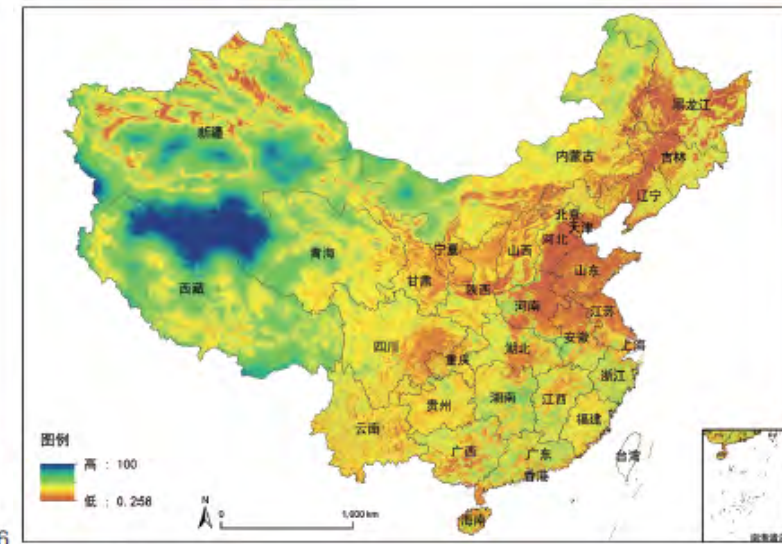 黑龙江
新疆
内蒙古
吉林
辽宁
北京
天津
河北
宁夏
山西
青海
山东
甘肃
陕西
西藏
河南
江苏
安徽
四川
湖北
上海
重庆
浙江
湖南
江西
贵州
福建
云南
台湾
广西
广东
香港
海南
图例
高 : 100
低 : 0.258
N
0
1,000 km
6